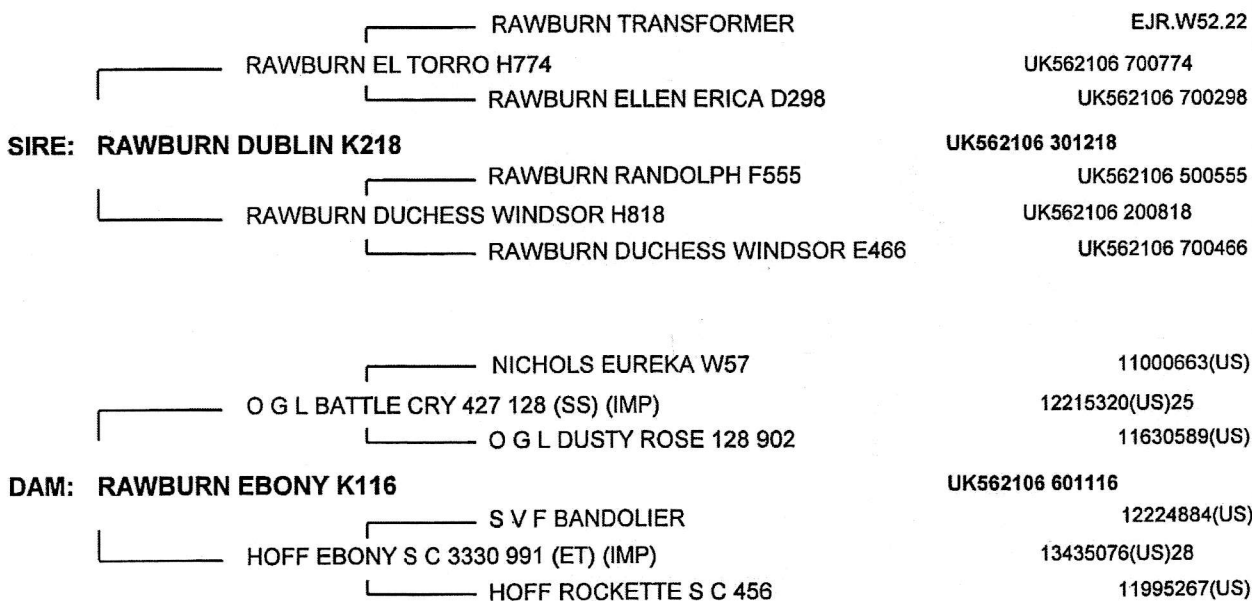 RAWBURN TRANSFORMER EJR.W52.22
RAWBURN EL TORRO H774 UK562106 700774
RAWBURN ELLEN ERICA D298 UK562106 700298
SIRE: RAWBURN DUBLIN K218 UK562106 301218
RAWBURN RANDOLPH F555 UK562106 500555
RAWBURN DUCHESS WINDSOR H818 UK562106 200818
RAWBURN DUCHESS WINDSOR E466 UK562106 700466
NICHOLS EUREKA W57 11000663(US)
O G L BATTLE CRY 427 128 (SS) (IMP) 12215320(US)25
O G L DUSTY ROSE 128 902 11630589(US)
DAM: RAWBURN EBONY K116 UK562106 601116
S V F BANDOLIER 12224884(US)
HOFF EBONY S C 3330 991 (ET) (IMP) 13435076(US)28
HOFF ROCKETTE S C 456 11995267(US)